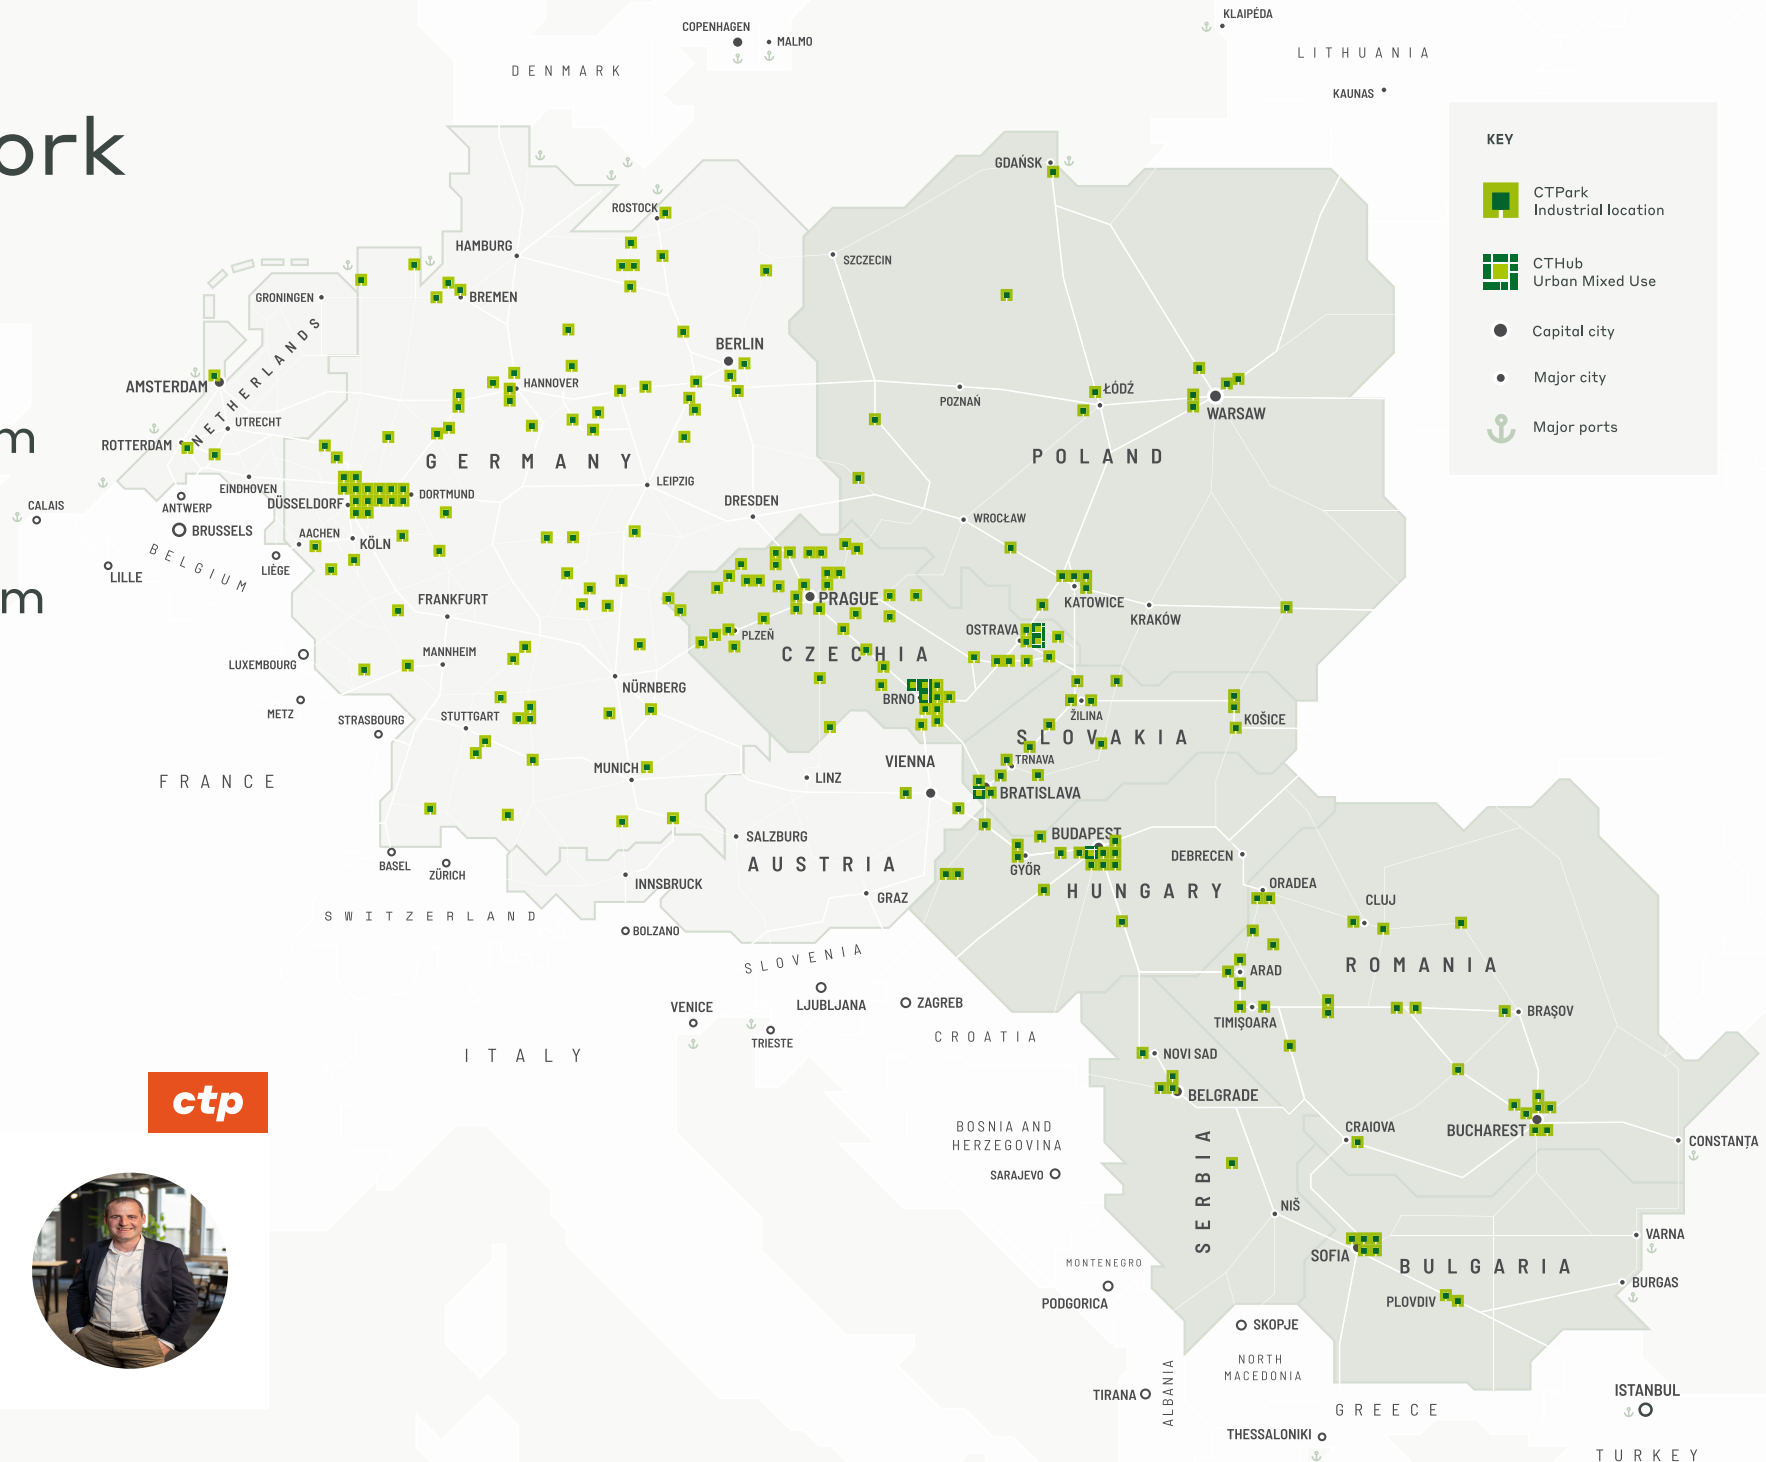 ork
m
m
KEY
CTPark
Industrial location
CTHub
Urban Mixed Use
Capital city
Major city
Major ports
COPENHAGEN
MALMO
DENMARK
KLAIPÉDA
LITHUANIA
KAUNAS
GDAŃSK
ROSTOCK
HAMBURG
SZCZECIN
GRONINGEN
BREMEN
BERLIN
AMSTERDAM
NETHERLANDS
HANNOVER
POZNAŃ
ŁÓDŹ
WARSAW
UTRECHT
ROTTERDAM
GERMANY
POLAND
EINDHOVEN
DORTMUND
LEIPZIG
CALAIS
ANTWERP
DÜSSELDORF
DRESDEN
WROCŁAW
BRUSSELS
AACHEN
KÖLN
BELGIUM
LIÈGE
LILLE
FRANKFURT
PRAGUE
KATOWICE
KRAKÓW
OSTRAVA
PLZEŇ
CZECHIA
LUXEMBOURG
MANNHEIM
NÜRNBERG
BRNO
METZ
STRASBOURG
STUTTGART
ŽILINA
KOŠICE
SLOVAKIA
FRANCE
MUNICH
LINZ
VIENNA
TRNAVA
BRATISLAVA
SALZBURG
BUDAPEST
BASEL
ZÜRICH
AUSTRIA
GYŐR
DEBRECEN
INNSBRUCK
GRAZ
HUNGARY
ORADEA
CLUJ
SWITZERLAND
BOLZANO
SLOVENIA
ARAD
ROMANIA
VENICE
LJUBLJANA
ZAGREB
TIMIŞOARA
BRAŞOV
TRIESTE
CROATIA
ITALY
NOVI SAD
BELGRADE
ctp
BOSNIA AND
HERZEGOVINA
CRAIOVA
BUCHAREST
CONSTANȚA
SARAJEVO
SERBIA
NIŠ
VARNA
SOFIA
BULGARIA
MONTENEGRO
BURGAS
PODGORICA
PLOVDIV
SKOPJE
NORTH
MACEDONIA
TIRANA
ALBANIA
ISTANBUL
GREECE
THESSALONIKI
TURKEY